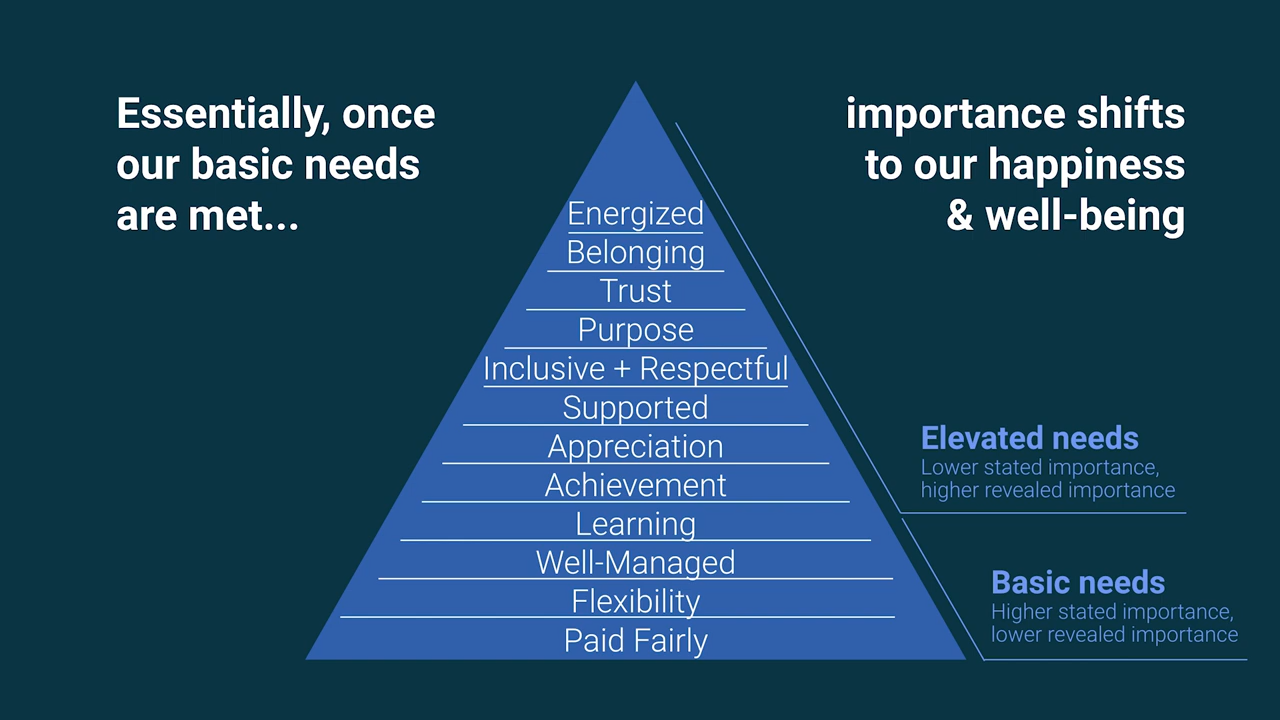 Essentially, once
our basic needs
are met...
importance shifts
to our happiness
& well-being
Energized
Belonging
Trust
Purpose
Inclusive + Respectful
Supported
Appreciation
Achievement
Learning
Well-Managed
Flexibility
Paid Fairly
Elevated needs
Lower stated importance,
higher revealed importance
Basic needs
Higher stated importance,
lower revealed importance